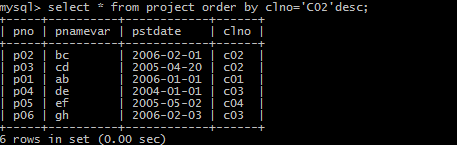 mysql> select * from project order by clno='C02'desc;
+-----+----------+------------+------+
| pno | pnamevar | pstdate    | clno |
+-----+----------+------------+------+
| p02 | bc       | 2006-02-01 | c02  |
| p03 | cd       | 2005-04-20 | c02  |
| p01 | ab       | 2006-01-01 | c01  |
| p04 | de       | 2004-01-01 | c03  |
| p05 | ef       | 2005-05-02 | c04  |
| p06 | gh       | 2006-02-03 | c03  |
+-----+----------+------------+------+
6 rows in set (0.00 sec)